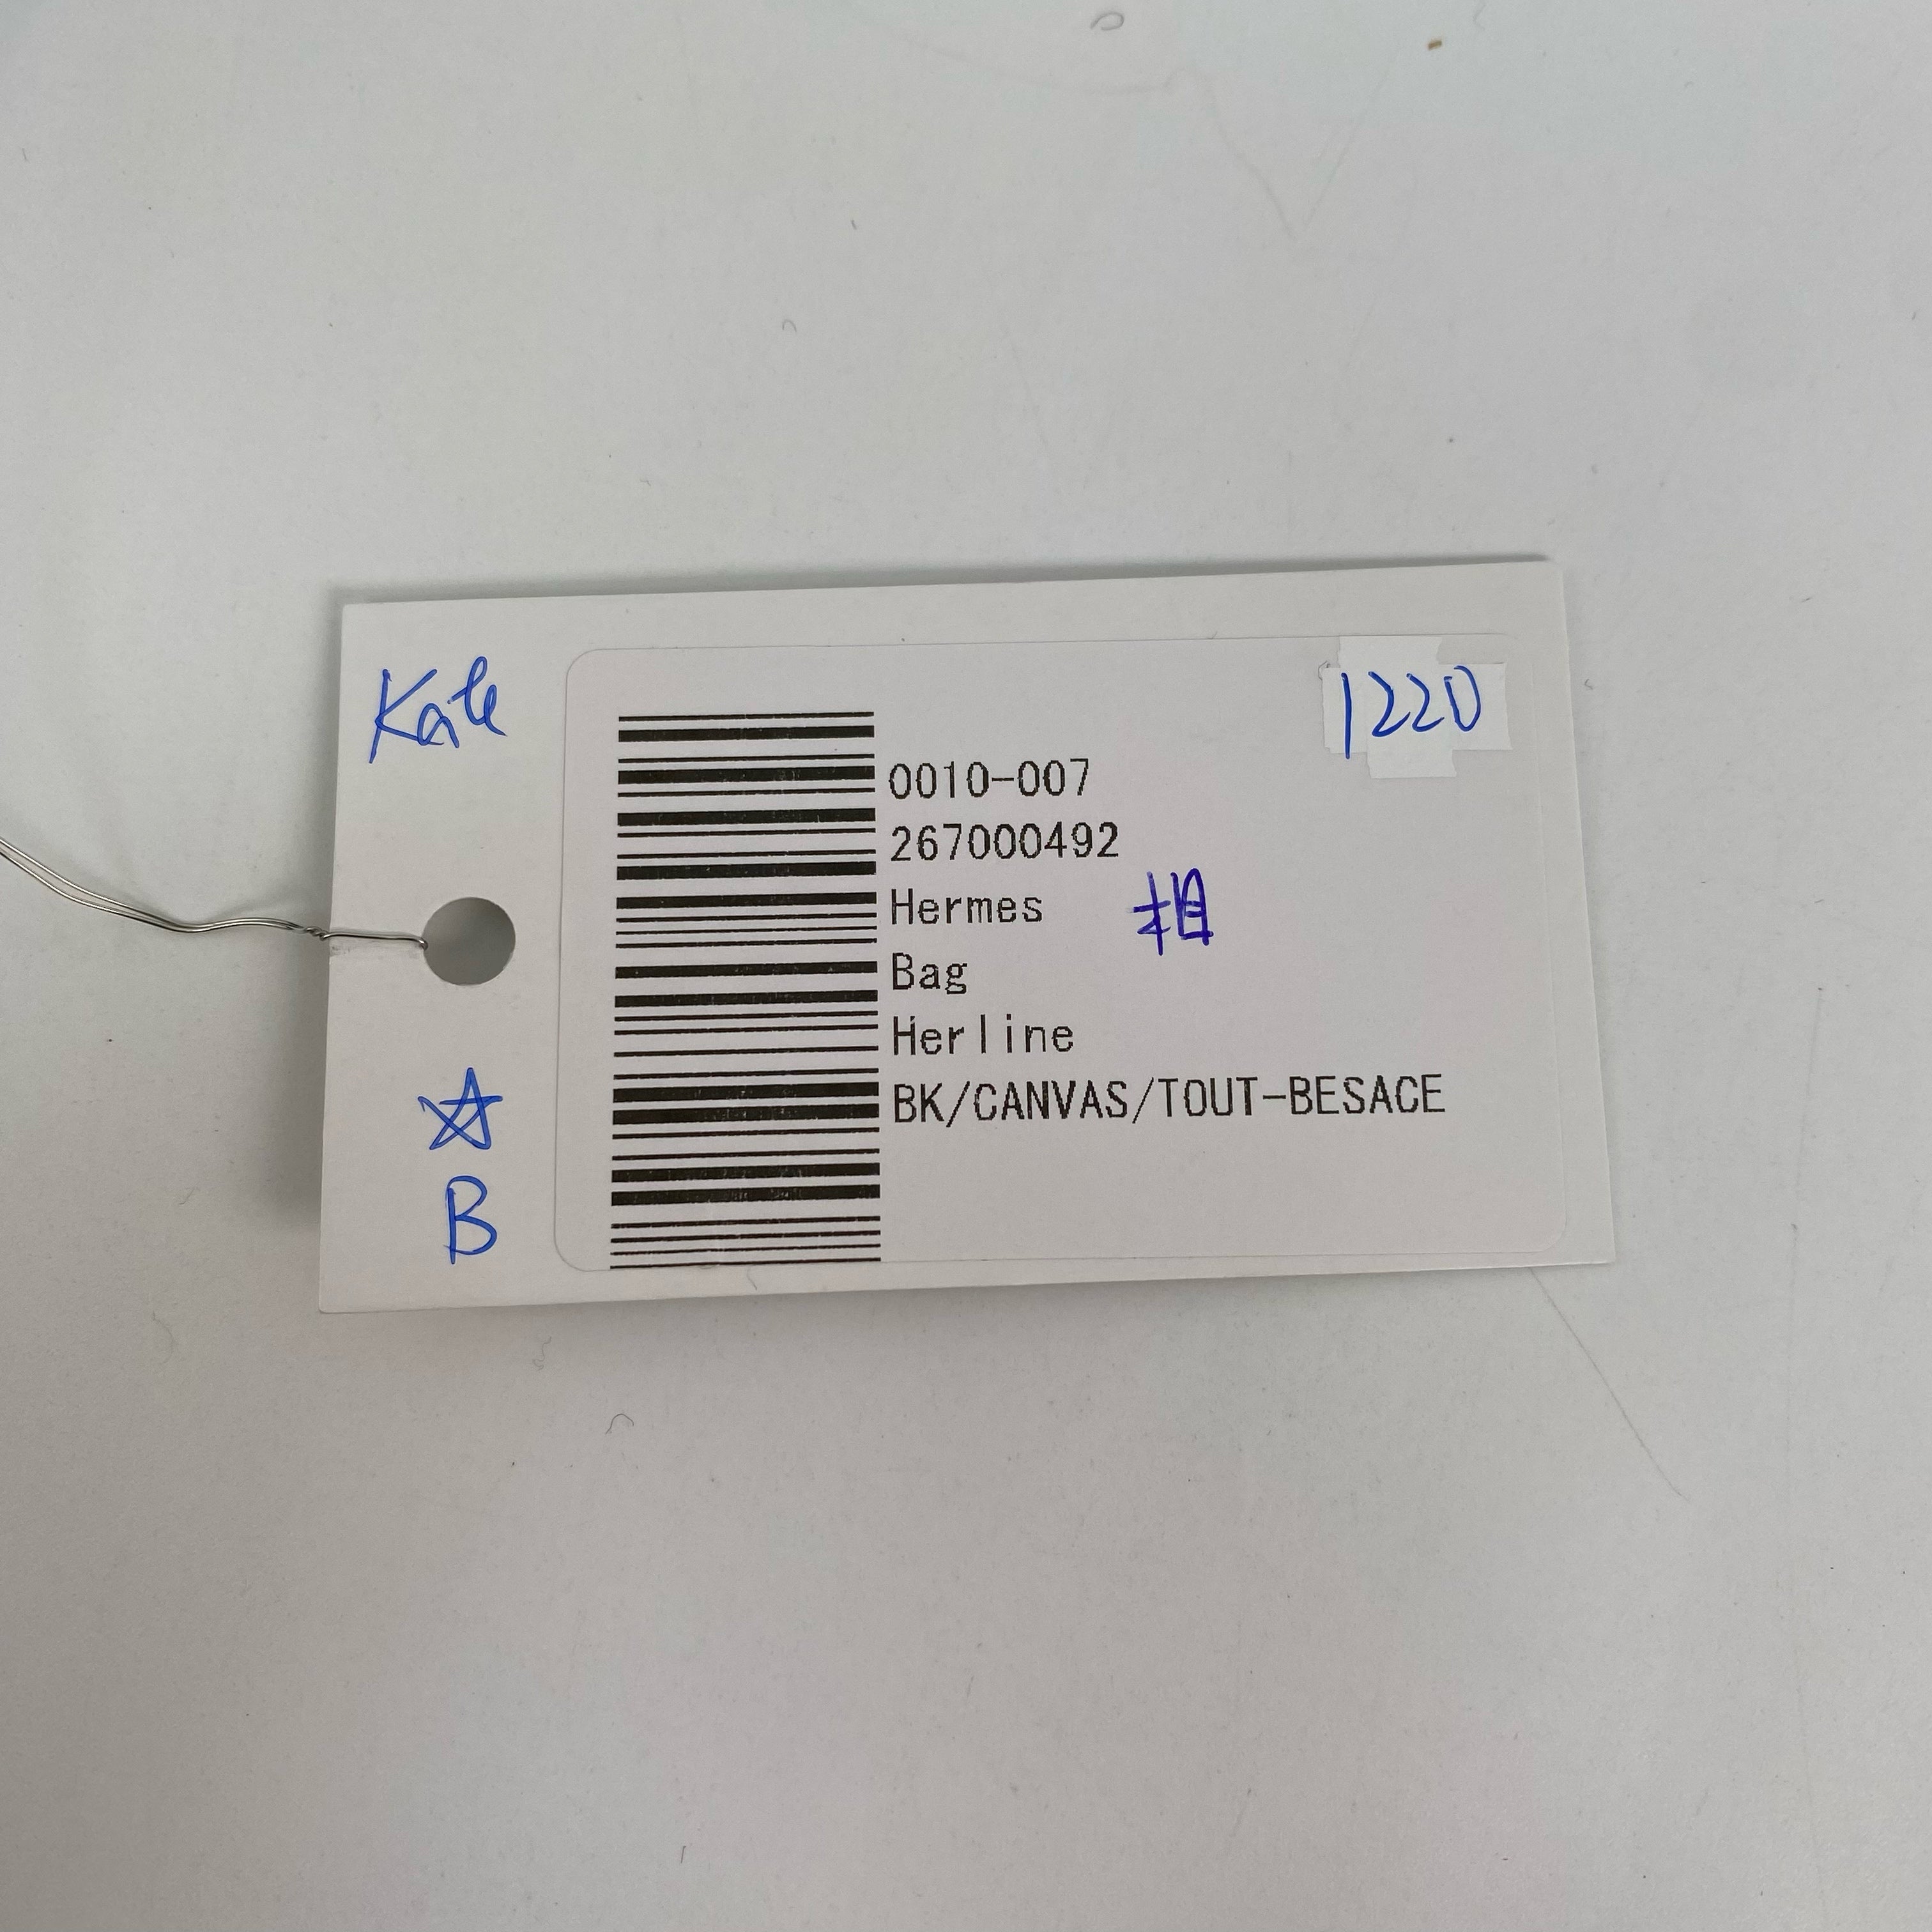 Kate
1220
0010-007
267000492
Hermes 相
Bag
Herline
BK/CANVAS/TOUT-BESACE
☆
B